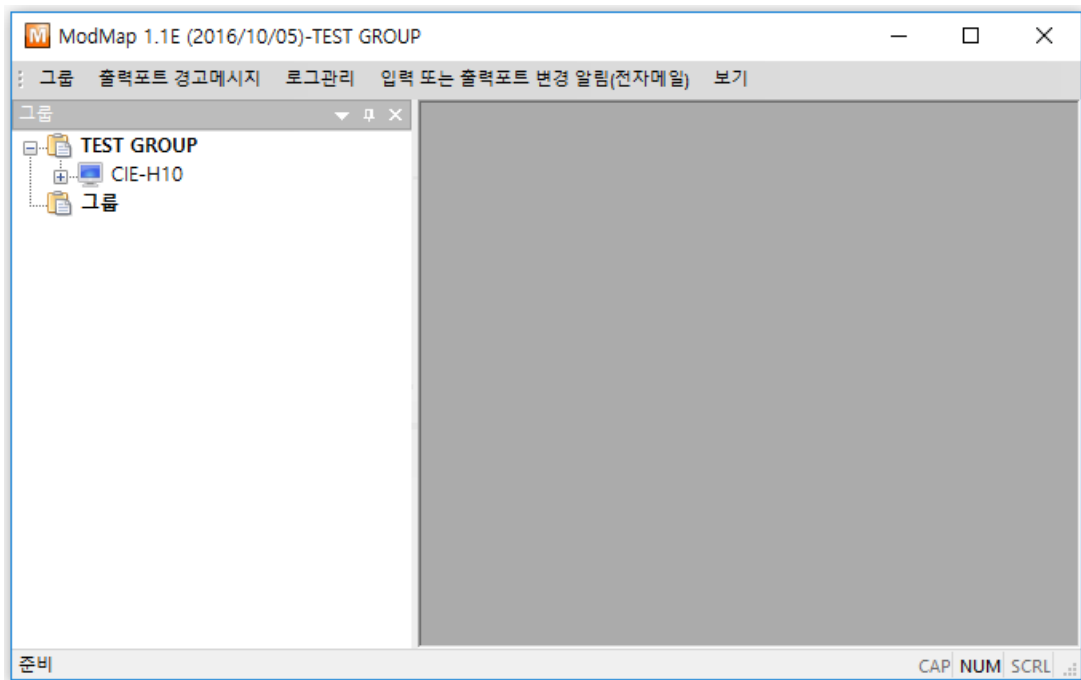 ModMap 1.1E (2016/10/05)-TEST GROUP
그룹 출력포트 경고메시지 로그관리 입력 또는 출력포트 변경 알림(전자메일) 보기
그룹
TEST GROUP
CIE-H10
그룹
준비 CAP NUM SCRL